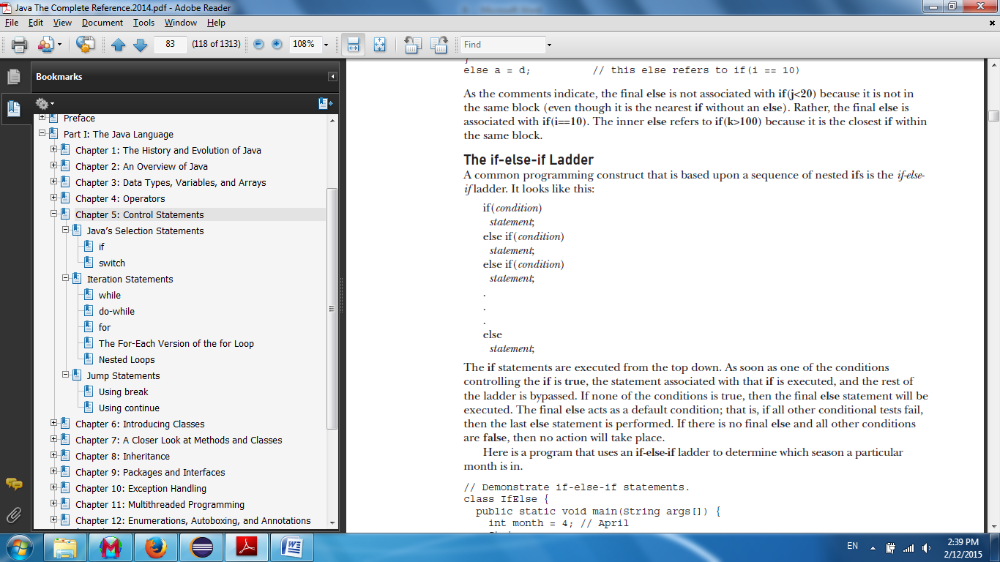 Java The Complete Reference.2014.pdf - Adobe Reader
File Edit View Document Tools Window Help
83 (118 of 1313) 108% Find
Bookmarks
Preface
Part I: The Java Language
Chapter 1: The History and Evolution of Java
Chapter 2: An Overview of Java
Chapter 3: Data Types, Variables, and Arrays
Chapter 4: Operators
Chapter 5: Control Statements
Java's Selection Statements
if
switch
Iteration Statements
while
do-while
for
The For-Each Version of the for Loop
Nested Loops
Jump Statements
Using break
Using continue
Chapter 6: Introducing Classes
Chapter 7: A Closer Look at Methods and Classes
Chapter 8: Inheritance
Chapter 9: Packages and Interfaces
Chapter 10: Exception Handling
Chapter 11: Multithreaded Programming
Chapter 12: Enumerations, Autoboxing, and Annotations
}
else a = d; // this else refers to if(i == 10)
As the comments indicate, the final else is not associated with if(j<20) because it is not in
the same block (even though it is the nearest if without an else). Rather, the final else is
associated with if(i==10). The inner else refers to if(k>100) because it is the closest if within
the same block.
The if-else-if Ladder
A common programming construct that is based upon a sequence of nested ifs is the if-else-
if ladder. It looks like this:
if(condition)
statement;
else if(condition)
statement;
else if(condition)
statement;
.
.
.
else
statement;
The if statements are executed from the top down. As soon as one of the conditions
controlling the if is true, the statement associated with that if is executed, and the rest of
the ladder is bypassed. If none of the conditions is true, then the final else statement will be
executed. The final else acts as a default condition; that is, if all other conditional tests fail,
then the last else statement is performed. If there is no final else and all other conditions
are false, then no action will take place.
Here is a program that uses an if-else-if ladder to determine which season a particular
month is in.
// Demonstrate if-else-if statements.
class IfElse {
public static void main(String args[]) {
int month = 4; // April
EN
2:39 PM
2/12/2015